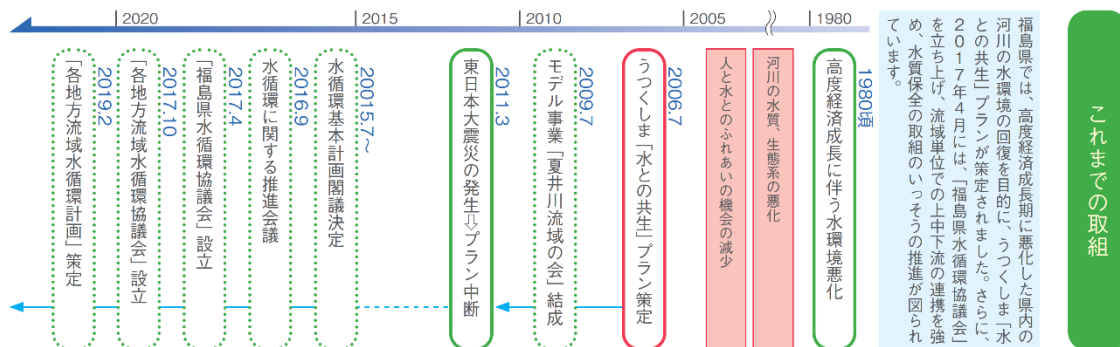 これまでの取組
福島県では、高度経済成長期に悪化した県内の
河川の水環境の回復を目的に、うつくしま「水
との共生」プランが策定されました。さらに、
2017年4月には、「福島県水循環協議会」
を立ち上げ、流域単位での上中下流の連携を強
め、水質保全の取組のいっそうの推進が図られ
ています。
1980
2005
2010
2015
2020
1980頃
高度経済成長に伴う水環境悪化
河川の水質、生態系の悪化
人と水とのふれあいの機会の減少
2006.7
うつくしま「水との共生」プラン策定
2009.7
モデル事業「夏井川流域の会」結成
2011.3
東日本大震災の発生⇨プラン中断
20015.7〜
水循環基本計画閣議決定
2016.9
水循環に関する推進会議
2017.4
「福島県水循環協議会」設立
2017.10
「各地方流域水循環協議会」設立
2019.2
「各地方流域水循環計画」策定